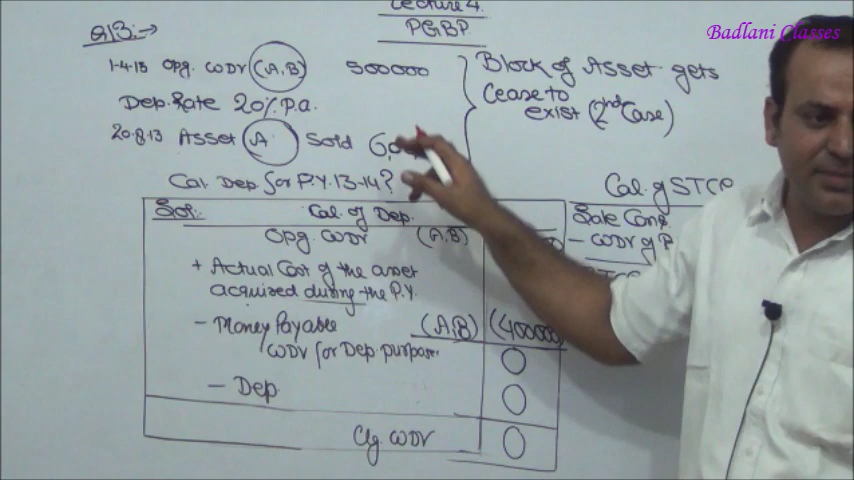 Lecture 4.
PGBP
Badlani Classes
Q13:→
1-4-13 Opg. WDV (A,B) 500000
Dep. Rate 20% P.a.
20.8.13 Asset A Sold
Cal. Dep for P.Y. 13-14?
Block of Asset gets
Cease to
exist (2nd Case)
Sol: Cal. of Dep.
Opg. WDV (A,B)
+ Actual Cost of the asset
acquired during the P.Y.
- Money Payable (A,B) (400000)
WDV for Dep purpose
0
- Dep 0
Clg. WDV 0
Cal. of STCG
Sale Cons.
- WDV of